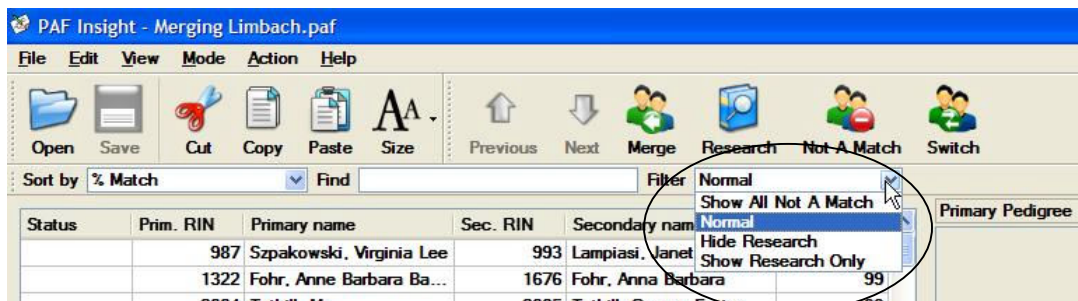 PAF Insight - Merging Limbach.paf
File Edit View Mode Action Help
Open Save Cut Copy Paste Size Previous Next Merge Research Not A Match Switch
Sort by % Match Find Filter Normal
Show All Not A Match
Normal
Hide Research
Show Research Only
Status Prim. RIN Primary name Sec. RIN Secondary nam Primary Pedigree
987 Szpakowski, Virginia Lee 993 Lampiasi, Janet
1322 Fohr, Anne Barbara Ba... 1676 Fohr, Anna Barbara 99